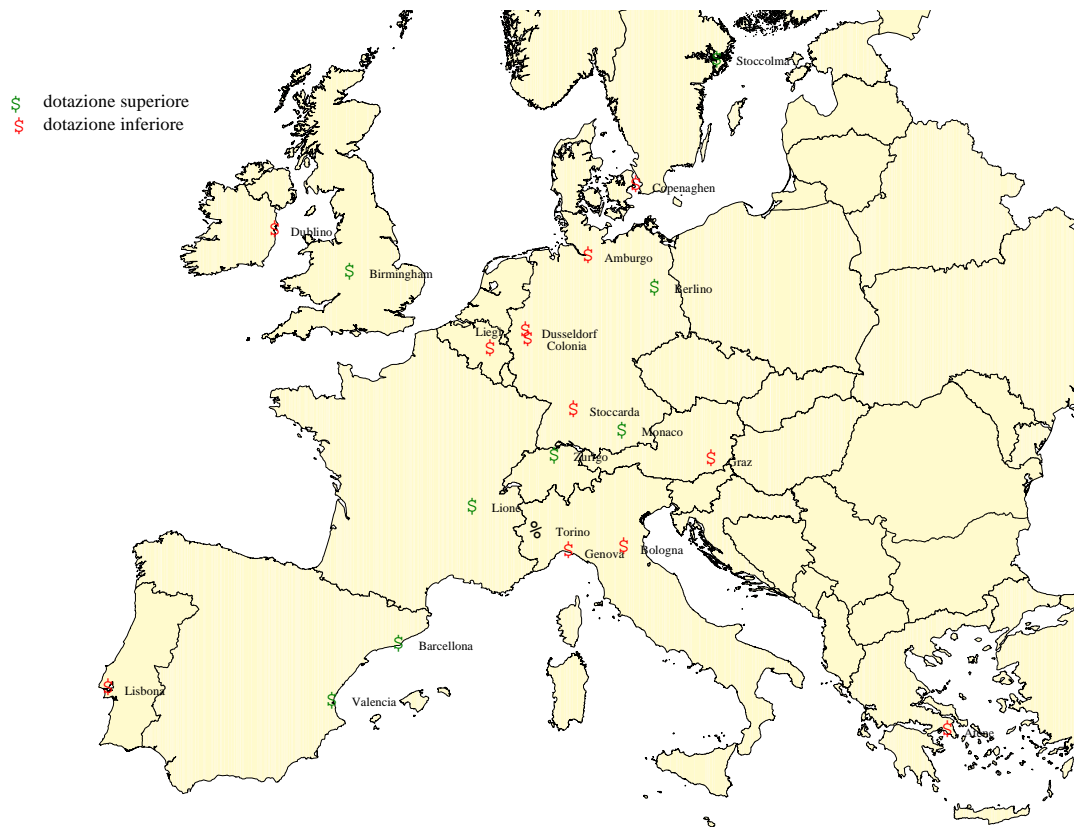 Stoccolma
$ dotazione superiore
$ dotazione inferiore
$ Copenaghen
$ Dublino
$ Amburgo
$ Birmingham
$ Berlino
$ Dusseldorf
$ Colonia
$ Liegi
$ Stoccarda
$ Monaco
$ Zurigo
$ Graz
$ Lione
% Torino
$ Genova
$ Bologna
$ Barcellona
$ Lisbona
$ Valencia
$ Atene